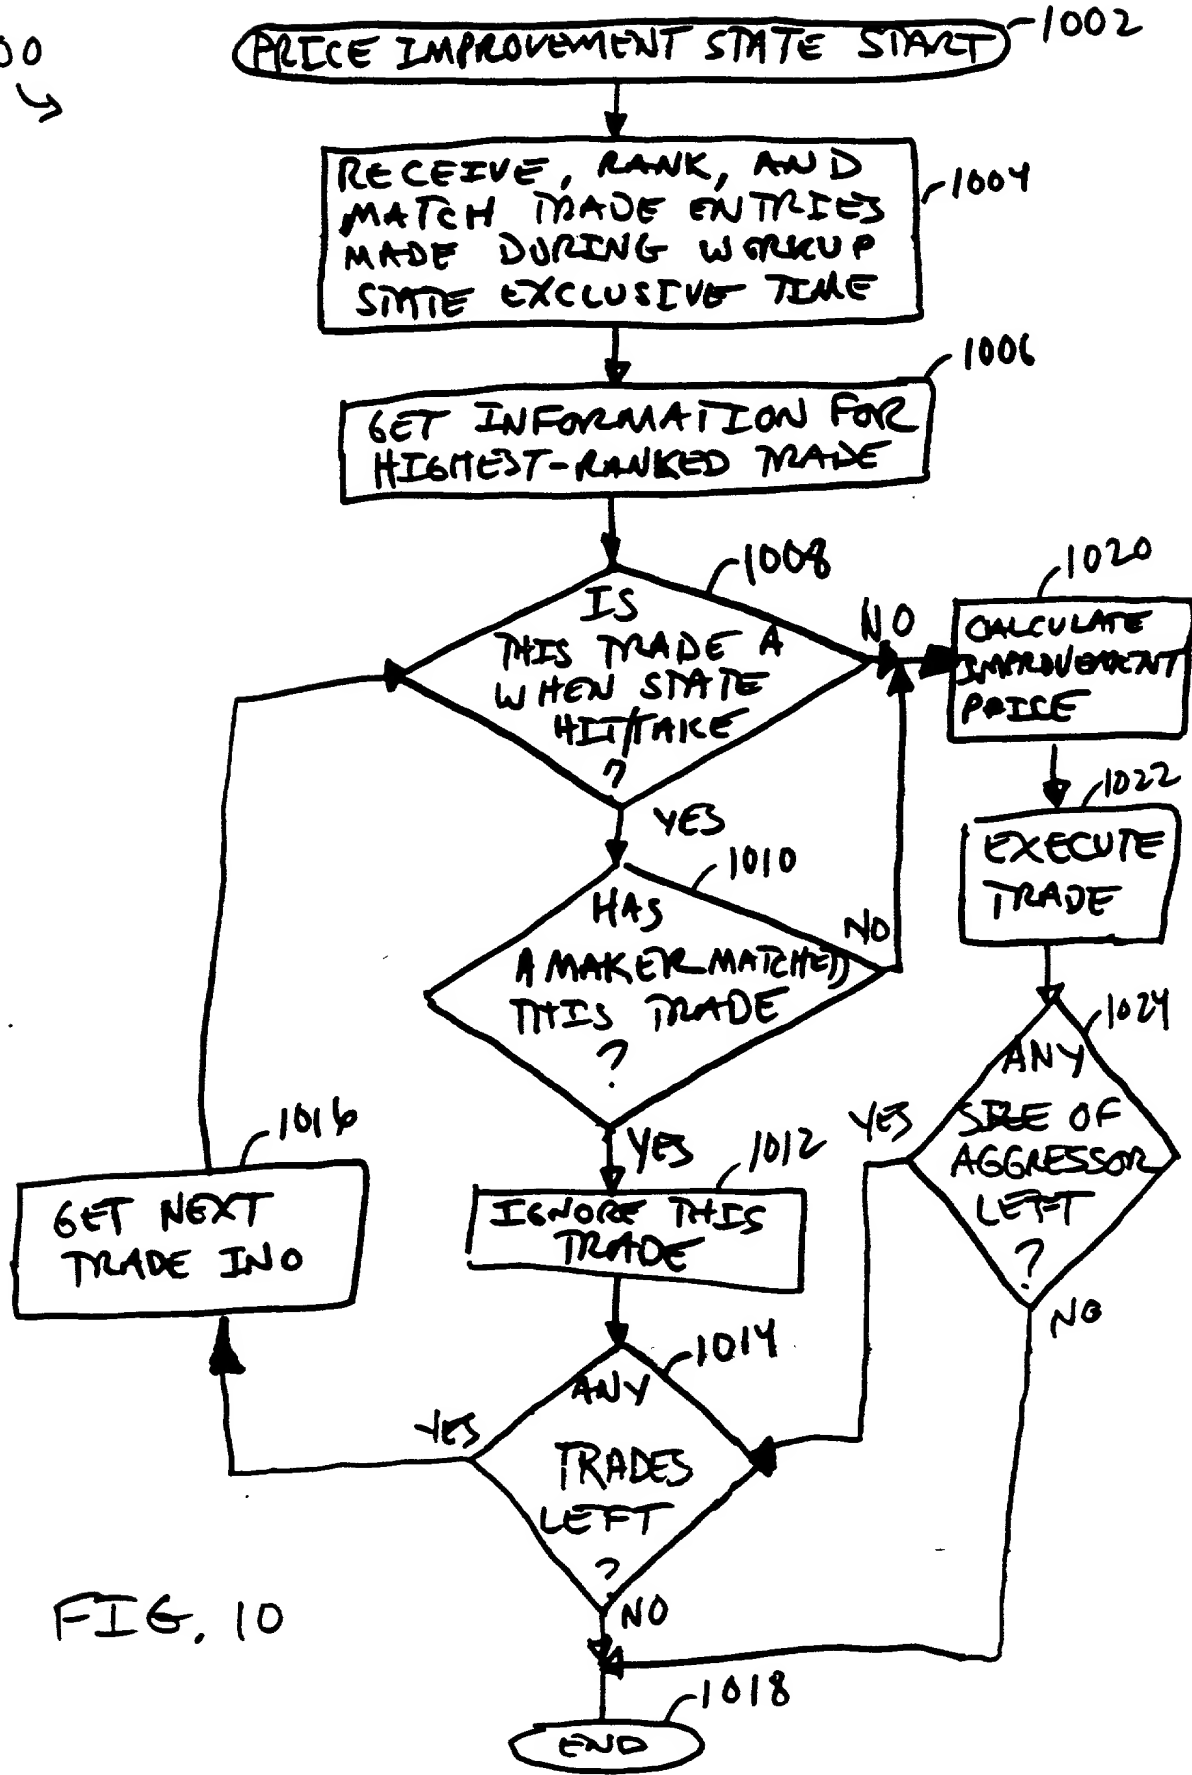 00
PRICE IMPROVEMENT STATE START
1002
RECEIVE, RANK, AND
MATCH TRADE ENTRIES
MADE DURING WORKUP
STATE EXCLUSIVE TIME
1004
GET INFORMATION FOR
HIGHEST-RANKED TRADE
1006
IS
THIS TRADE A
WHEN STATE
HIT/TAKE
?
1008
NO
YES
CALCULATE
IMPROVEMENT
PRICE
1020
EXECUTE
TRADE
1022
HAS
A MAKER MATCHED
THIS TRADE
?
1010
NO
YES
ANY
SIZE OF
AGGRESSOR
LEFT
?
1024
YES
NO
IGNORE THIS
TRADE
1012
GET NEXT
TRADE INO
1016
ANY
TRADES
LEFT
?
1014
YES
NO
END
1018
FIG. 10